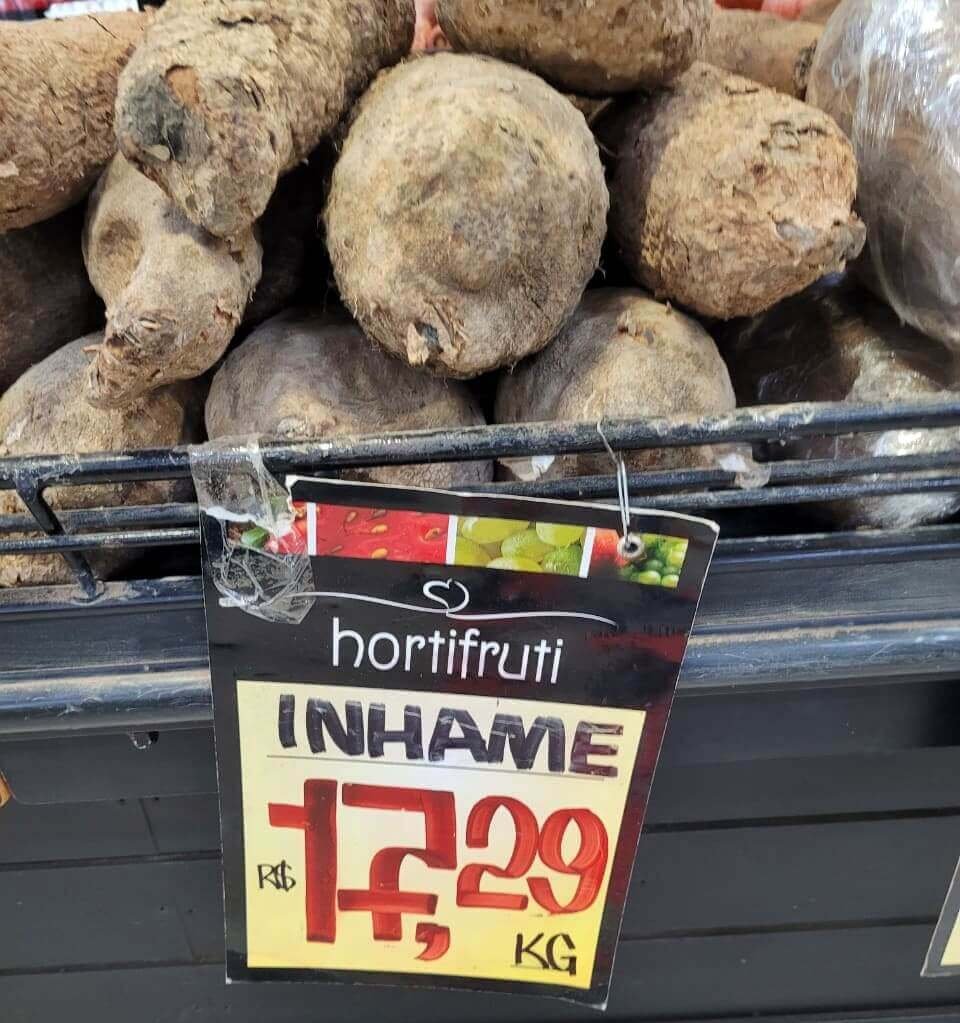 hortifruti
INHAME
R$ 17,29
KG